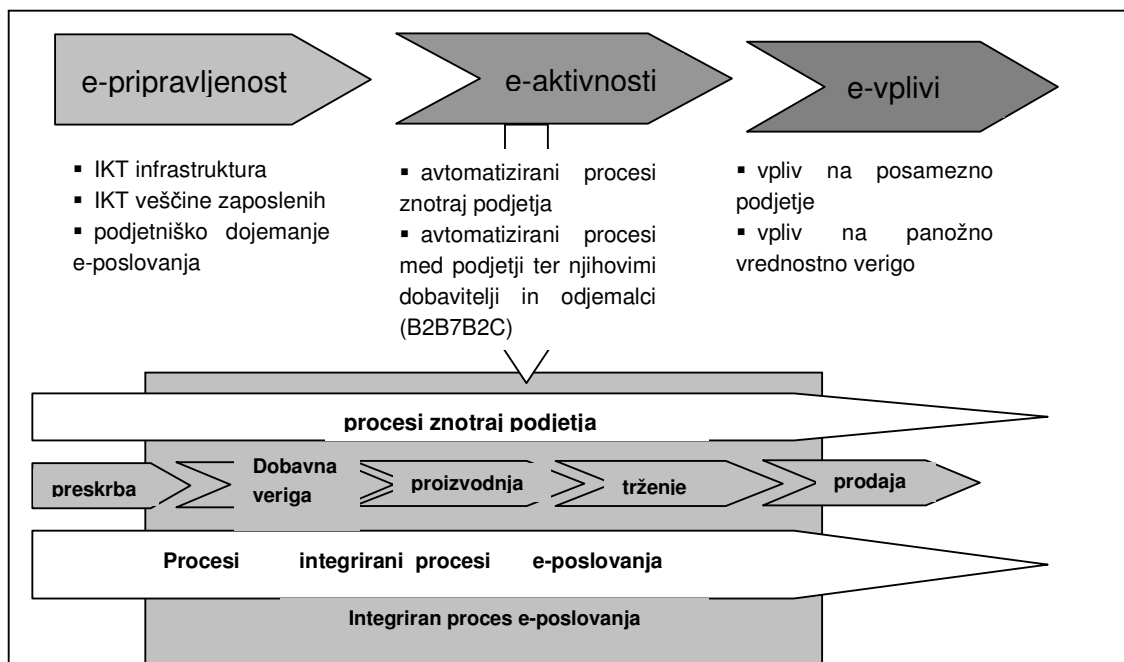 e-pripravljenost
e-aktivnosti
e-vplivi
▪ IKT infrastruktura
▪ IKT veščine zaposlenih
▪ podjetniško dojemanje
e-poslovanja
▪ avtomatizirani procesi
znotraj podjetja
▪ avtomatizirani procesi
med podjetji ter njihovimi
dobavitelji in odjemalci
(B2B7B2C)
▪ vpliv na posamezno
podjetje
▪ vpliv na panožno
vrednostno verigo
procesi znotraj podjetja
preskrba
Dobavna
veriga
proizvodnja
trženje
prodaja
Procesi integrirani procesi e-poslovanja
Integriran proces e-poslovanja